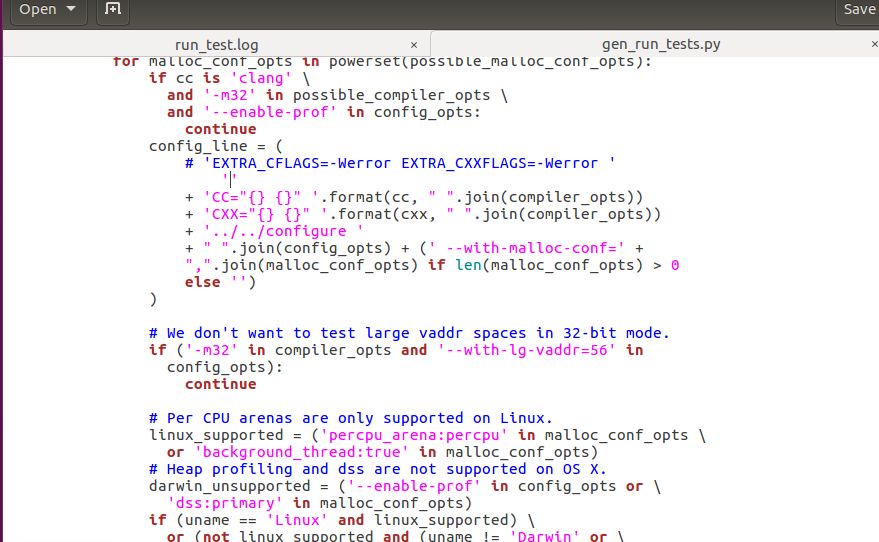 Open Save
run_test.log × gen_run_tests.py ×
for malloc_conf_opts in powerset(possible_malloc_conf_opts):
if cc is 'clang' \
and '-m32' in possible_compiler_opts \
and '--enable-prof' in config_opts:
continue
config_line = (
# 'EXTRA_CFLAGS=-Werror EXTRA_CXXFLAGS=-Werror '
''
+ 'CC="{} {}" '.format(cc, " ".join(compiler_opts))
+ 'CXX="{} {}" '.format(cxx, " ".join(compiler_opts))
+ '../../configure '
+ " ".join(config_opts) + (' --with-malloc-conf=' +
",".join(malloc_conf_opts) if len(malloc_conf_opts) > 0
else '')
)
# We don't want to test large vaddr spaces in 32-bit mode.
if ('-m32' in compiler_opts and '--with-lg-vaddr=56' in
config_opts):
continue
# Per CPU arenas are only supported on Linux.
linux_supported = ('percpu_arena:percpu' in malloc_conf_opts \
or 'background_thread:true' in malloc_conf_opts)
# Heap profiling and dss are not supported on OS X.
darwin_unsupported = ('--enable-prof' in config_opts or \
'dss:primary' in malloc_conf_opts)
if (uname == 'Linux' and linux_supported) \
or (not linux_supported and (uname != 'Darwin' or \